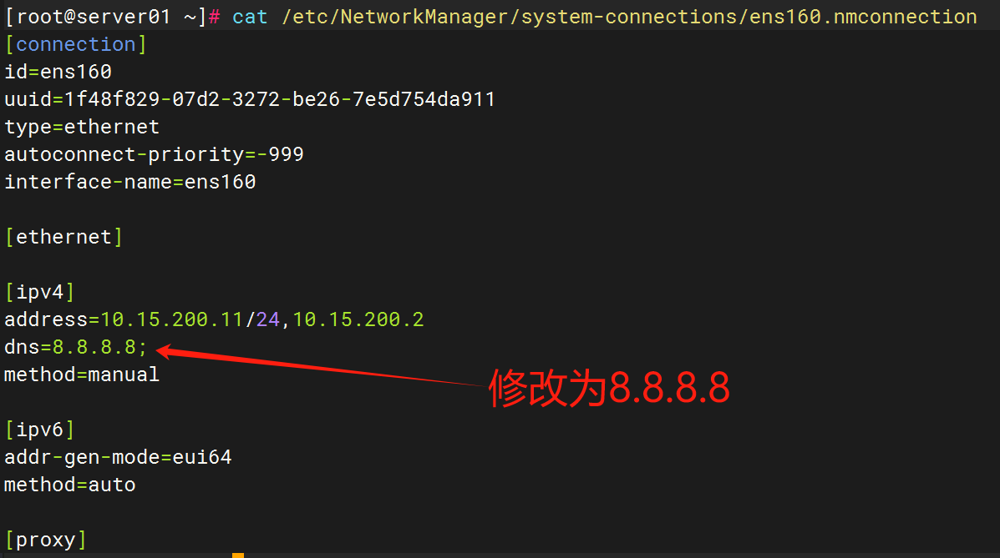 [root@server01 ~]# cat /etc/NetworkManager/system-connections/ens160.nmconnection
[connection]
id=ens160
uuid=1f48f829-07d2-3272-be26-7e5d754da911
type=ethernet
autoconnect-priority=-999
interface-name=ens160
[ethernet]
[ipv4]
address=10.15.200.11/24,10.15.200.2
dns=8.8.8.8;
method=manual
修改为8.8.8.8
[ipv6]
addr-gen-mode=eui64
method=auto
[proxy]